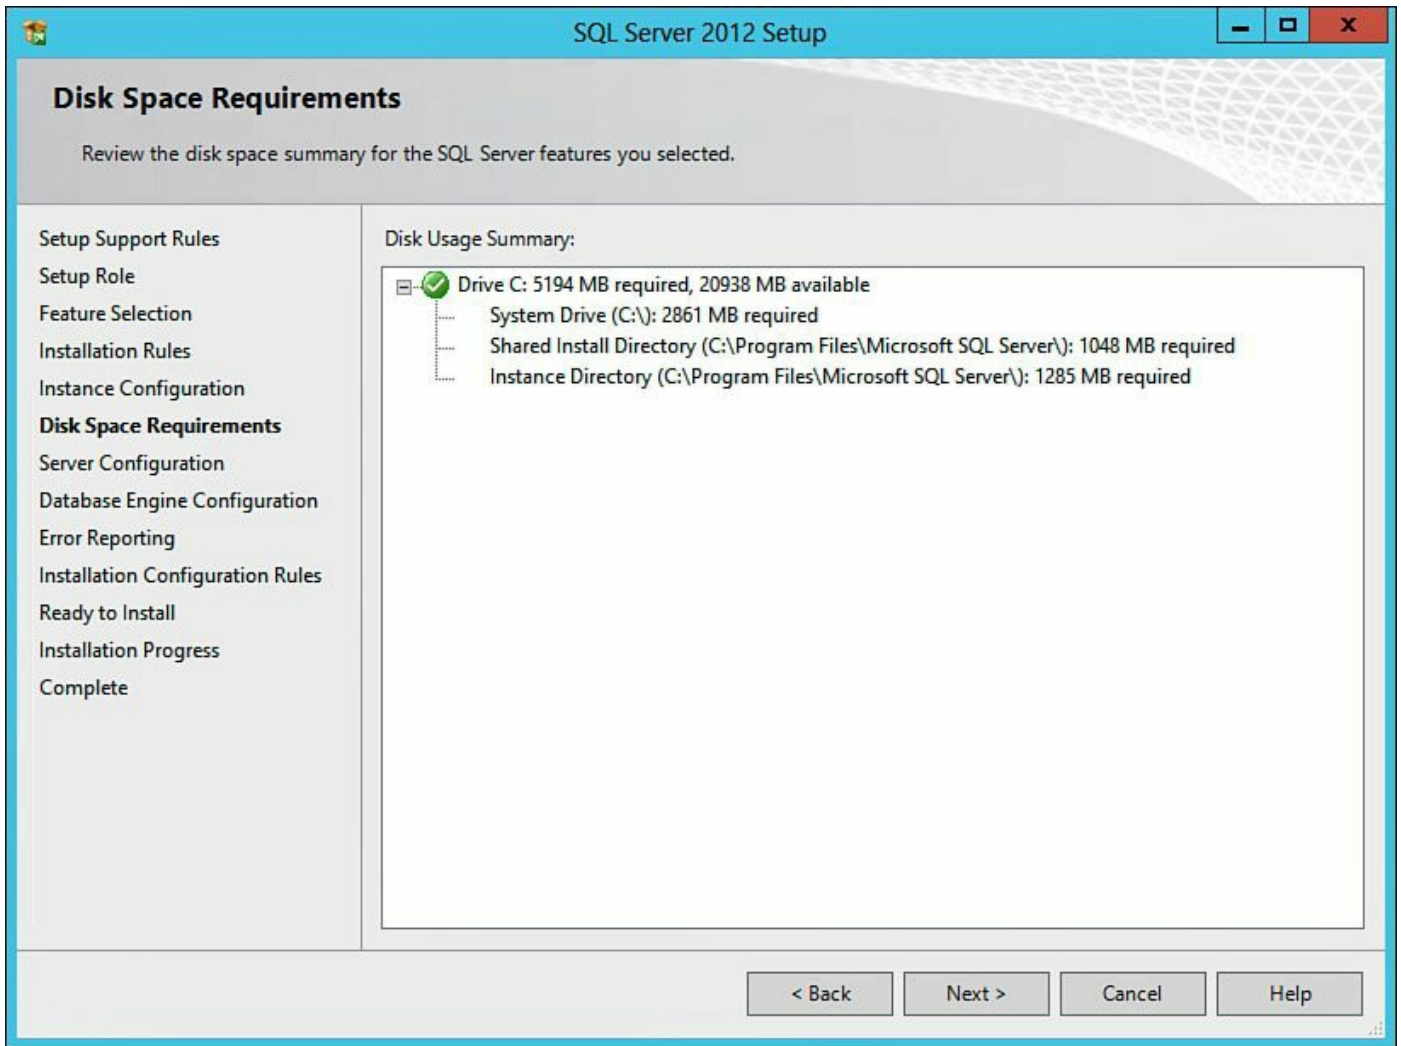 SQL Server 2012 Setup
Disk Space Requirements
Review the disk space summary for the SQL Server features you selected.
Setup Support Rules
Setup Role
Feature Selection
Installation Rules
Instance Configuration
Disk Space Requirements
Server Configuration
Database Engine Configuration
Error Reporting
Installation Configuration Rules
Ready to Install
Installation Progress
Complete
Disk Usage Summary:
Drive C: 5194 MB required, 20938 MB available
System Drive (C:\): 2861 MB required
Shared Install Directory (C:\Program Files\Microsoft SQL Server\): 1048 MB required
Instance Directory (C:\Program Files\Microsoft SQL Server\): 1285 MB required
< Back
Next >
Cancel
Help